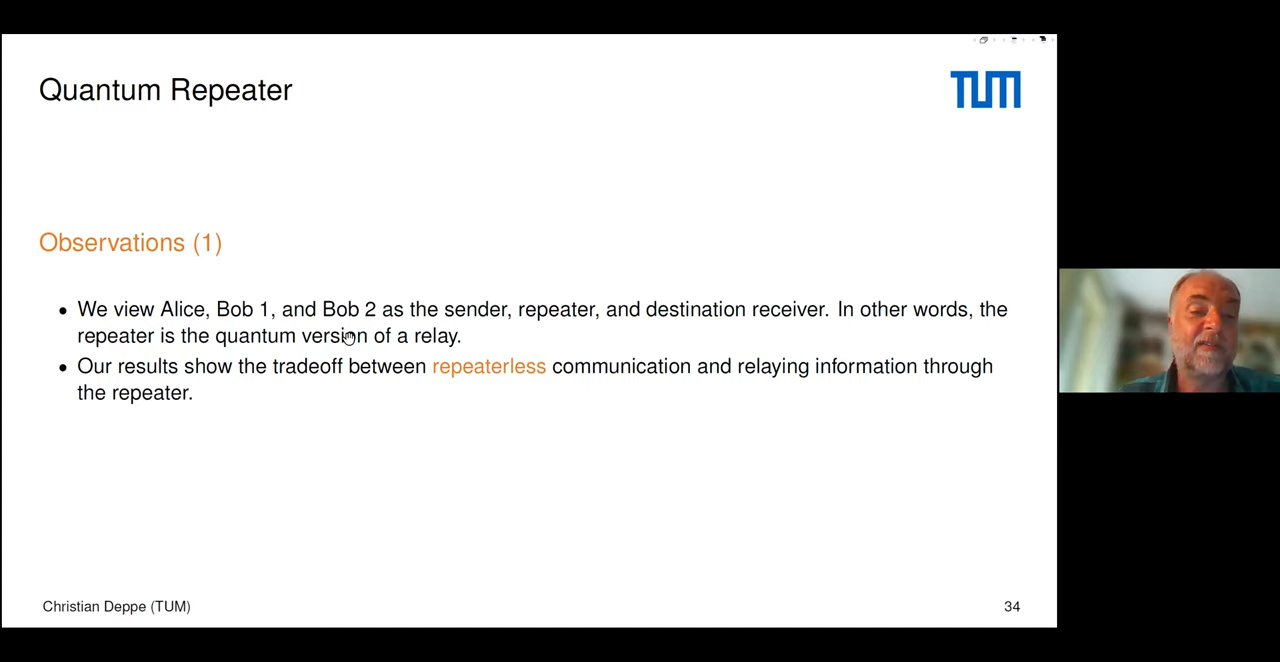 Quantum Repeater
TUM
Observations (1)
• We view Alice, Bob 1, and Bob 2 as the sender, repeater, and destination receiver. In other words, the
repeater is the quantum version of a relay.
• Our results show the tradeoff between repeaterless communication and relaying information through
the repeater.
Christian Deppe (TUM)
34